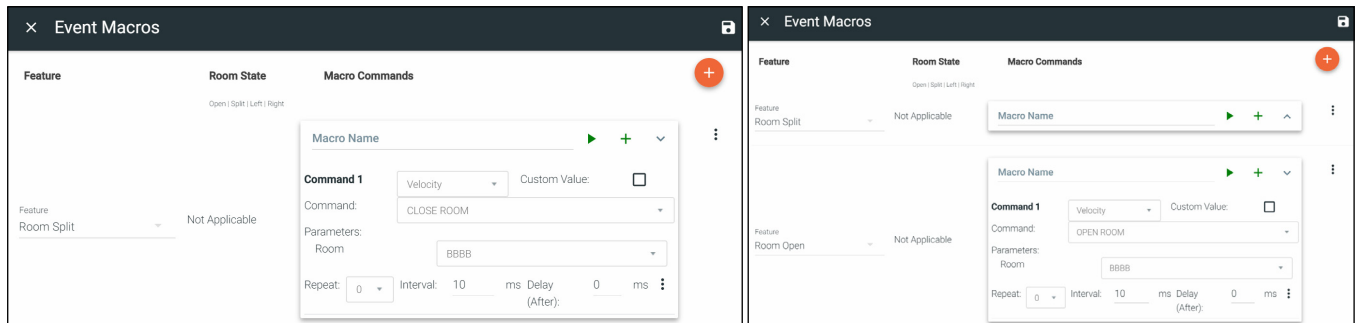 Event Macros
Feature Room State Macro Commands
Open | Split | Left | Right
Macro Name
Command 1 Velocity Custom Value:
Command: CLOSE ROOM
Feature
Room Split Not Applicable
Parameters:
Room BBBB
Repeat: 0 Interval: 10 ms Delay (After): 0 ms
Event Macros
Feature Room State Macro Commands
Open | Split | Left | Right
Feature
Room Split Not Applicable Macro Name
Macro Name
Command 1 Velocity Custom Value:
Command: OPEN ROOM
Feature
Room Open Not Applicable
Parameters:
Room BBBB
Repeat: 0 Interval: 10 ms Delay (After): 0 ms